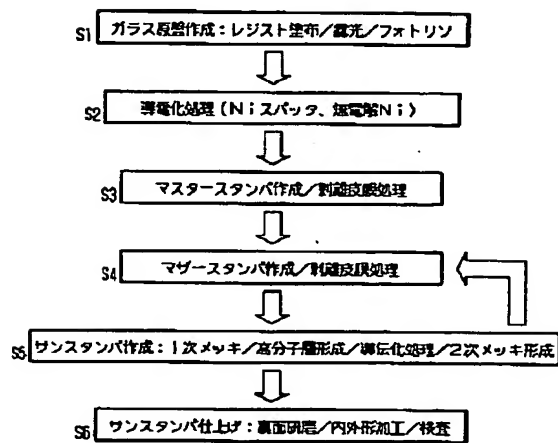 S1 ガラス原盤作成：レジスト塗布／露光／フォトリソ
S2 導電化処理（Ｎｉスパッタ、無電解Ｎｉ）
S3 マスタースタンパ作成／剥離皮膜処理
S4 マザースタンパ作成／剥離皮膜処理
S5 サンスタンパ作成：１次メッキ／高分子層形成／導伝化処理／２次メッキ形成
S6 サンスタンパ仕上げ：裏面研磨／内外形加工／検査